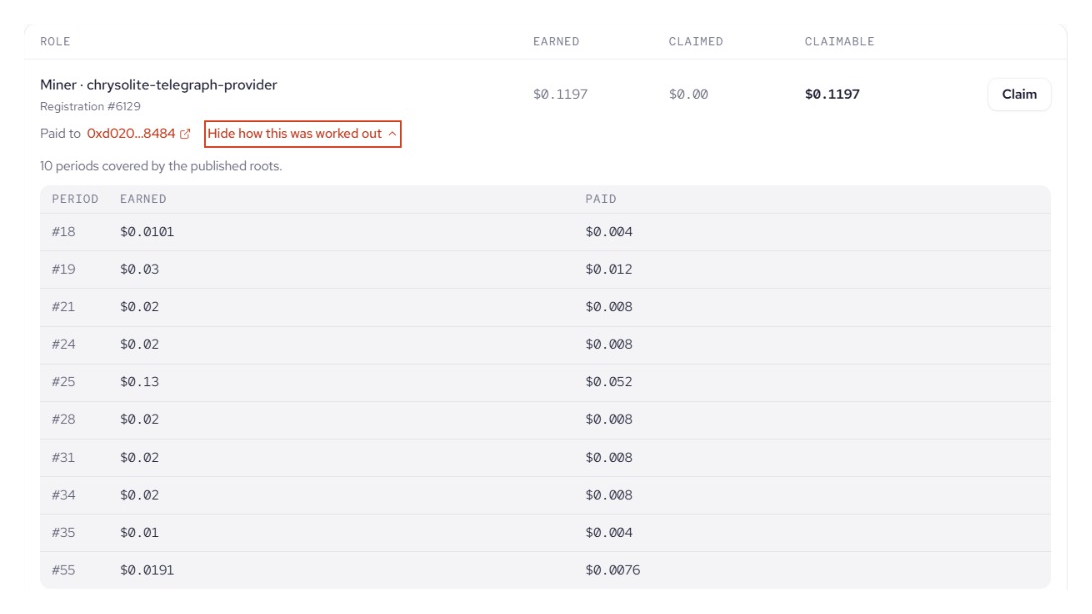 ROLE EARNED CLAIMED CLAIMABLE
Miner · chrysolite-telegraph-provider $0.1197 $0.00 $0.1197 Claim
Registration #6129
Paid to 0xd020...8484 Hide how this was worked out
10 periods covered by the published roots.
PERIOD EARNED PAID
#18 $0.0101 $0.004
#19 $0.03 $0.012
#21 $0.02 $0.008
#24 $0.02 $0.008
#25 $0.13 $0.052
#28 $0.02 $0.008
#31 $0.02 $0.008
#34 $0.02 $0.008
#35 $0.01 $0.004
#55 $0.0191 $0.0076